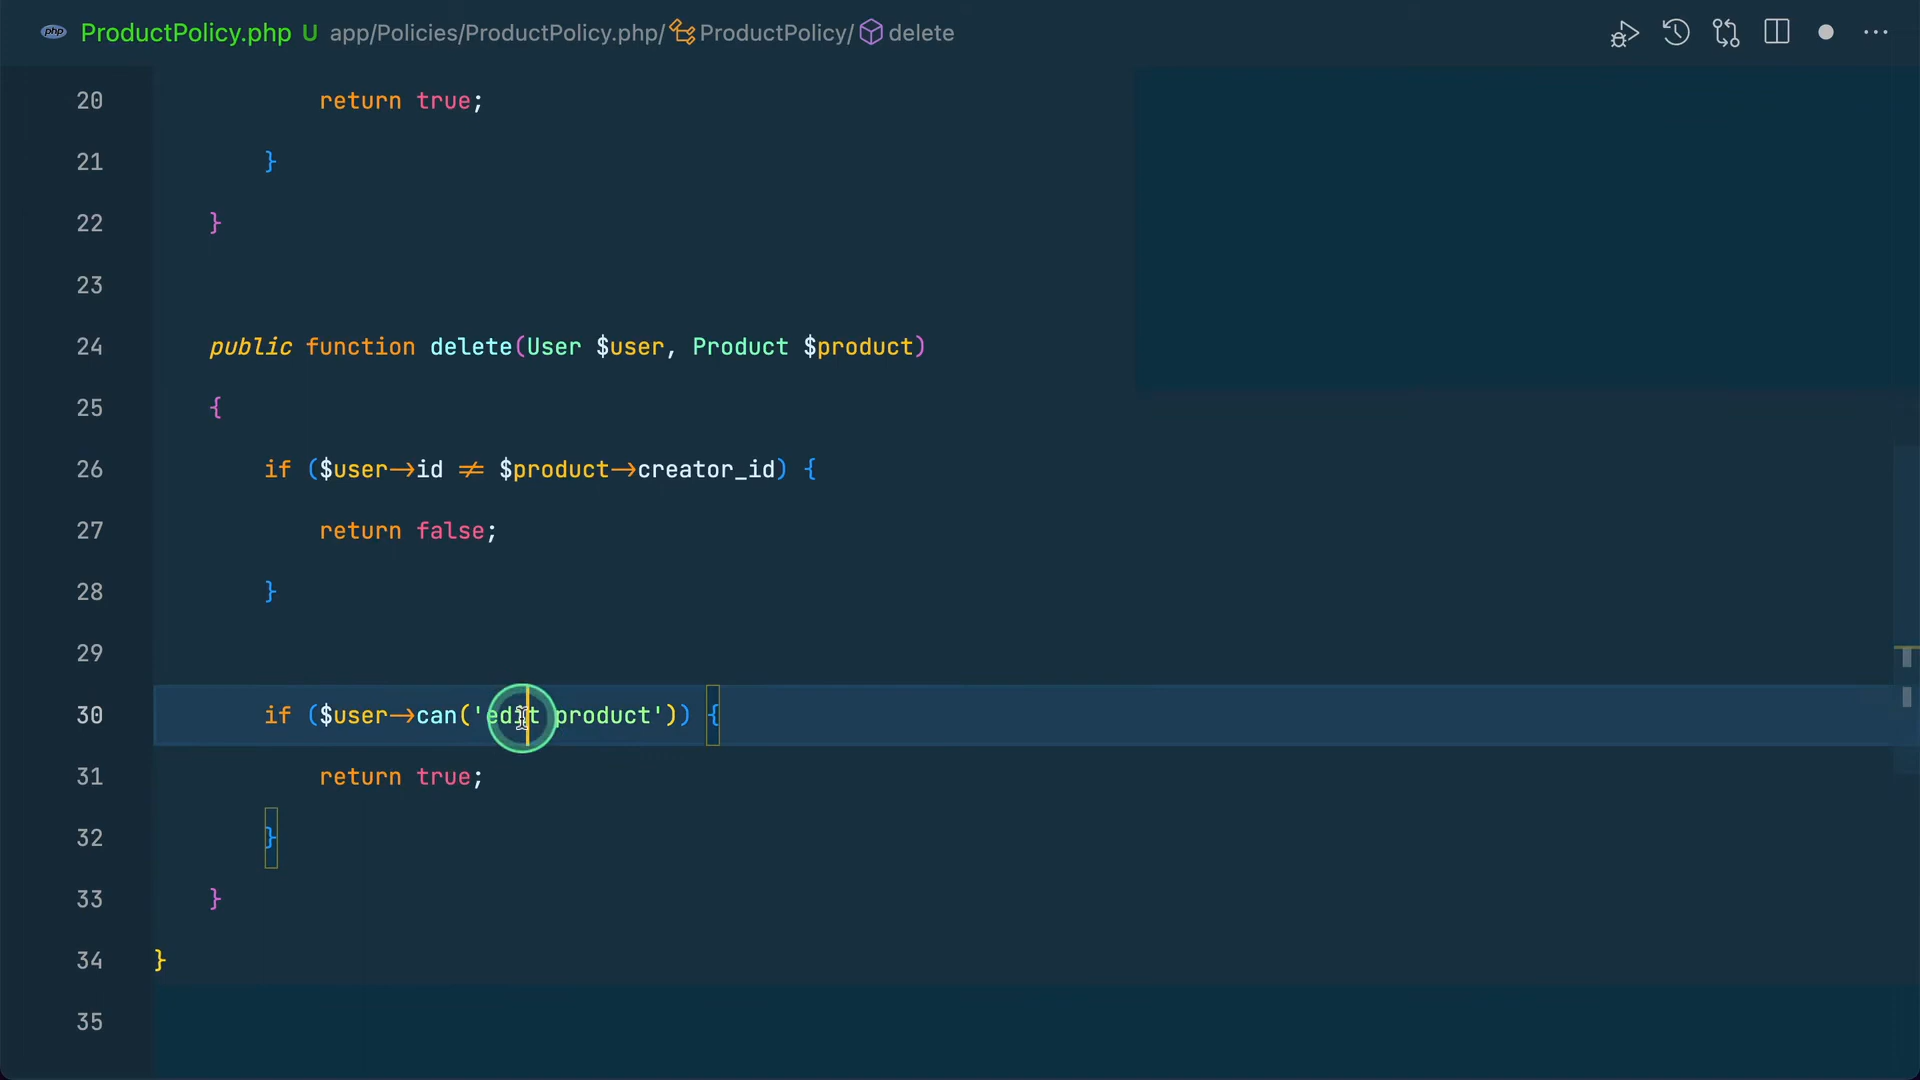 php ProductPolicy.php U app/Policies/ProductPolicy.php/ ProductPolicy/ delete
20 return true;
21 }
22 }
23
24 public function delete(User $user, Product $product)
25 {
26 if ($user->id != $product->creator_id) {
27 return false;
28 }
29
30 if ($user->can('edit product')) {
31 return true;
32 }
33 }
34 }
35